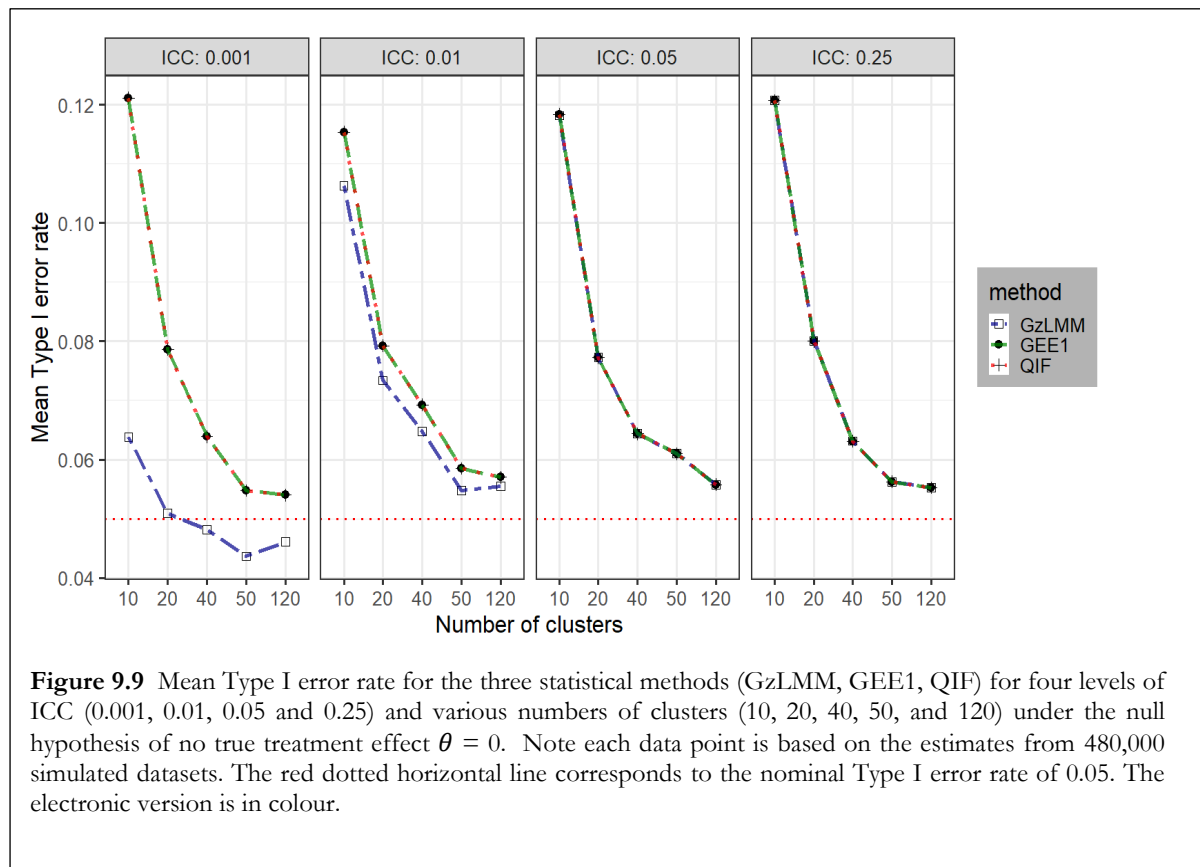 ICC: 0.001
ICC: 0.01
ICC: 0.05
ICC: 0.25
0.12
0.10
0.08
0.06
0.04
Mean Type I error rate
10 20 40 50 120
10 20 40 50 120
10 20 40 50 120
10 20 40 50 120
Number of clusters
method
GzLMM
GEE1
QIF
Figure 9.9 Mean Type I error rate for the three statistical methods (GzLMM, GEE1, QIF) for four levels of
ICC (0.001, 0.01, 0.05 and 0.25) and various numbers of clusters (10, 20, 40, 50, and 120) under the null
hypothesis of no true treatment effect θ = 0. Note each data point is based on the estimates from 480,000
simulated datasets. The red dotted horizontal line corresponds to the nominal Type I error rate of 0.05. The
electronic version is in colour.